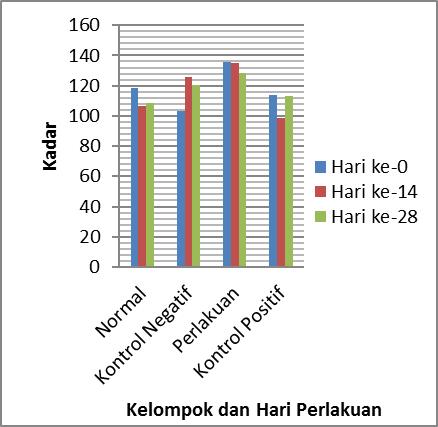 160
140
120
100
80
60
40
20
0
Kadar
Normal
Kontrol Negatif
Perlakuan
Kontrol Positif
Hari ke-0
Hari ke-14
Hari ke-28
Kelompok dan Hari Perlakuan